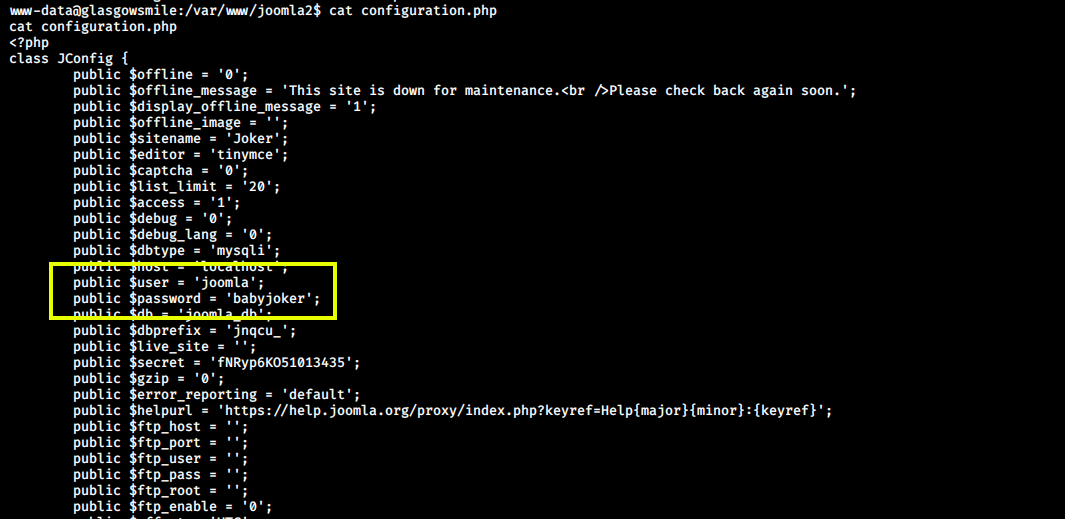 www-data@glasgowsmile:/var/www/joomla2$ cat configuration.php
cat configuration.php
<?php
class JConfig {
public $offline = '0';
public $offline_message = 'This site is down for maintenance.<br />Please check back again soon.';
public $display_offline_message = '1';
public $offline_image = '';
public $sitename = 'Joker';
public $editor = 'tinymce';
public $captcha = '0';
public $list_limit = '20';
public $access = '1';
public $debug = '0';
public $debug_lang = '0';
public $dbtype = 'mysqli';
public $host = 'localhost';
public $user = 'joomla';
public $password = 'babyjoker';
public $db = 'joomla_db';
public $dbprefix = 'jnqcu_';
public $live_site = '';
public $secret = 'fNRyp6KO51013435';
public $gzip = '0';
public $error_reporting = 'default';
public $helpurl = 'https://help.joomla.org/proxy/index.php?keyref=Help{major}{minor}:{keyref}';
public $ftp_host = '';
public $ftp_port = '';
public $ftp_user = '';
public $ftp_pass = '';
public $ftp_root = '';
public $ftp_enable = '0';